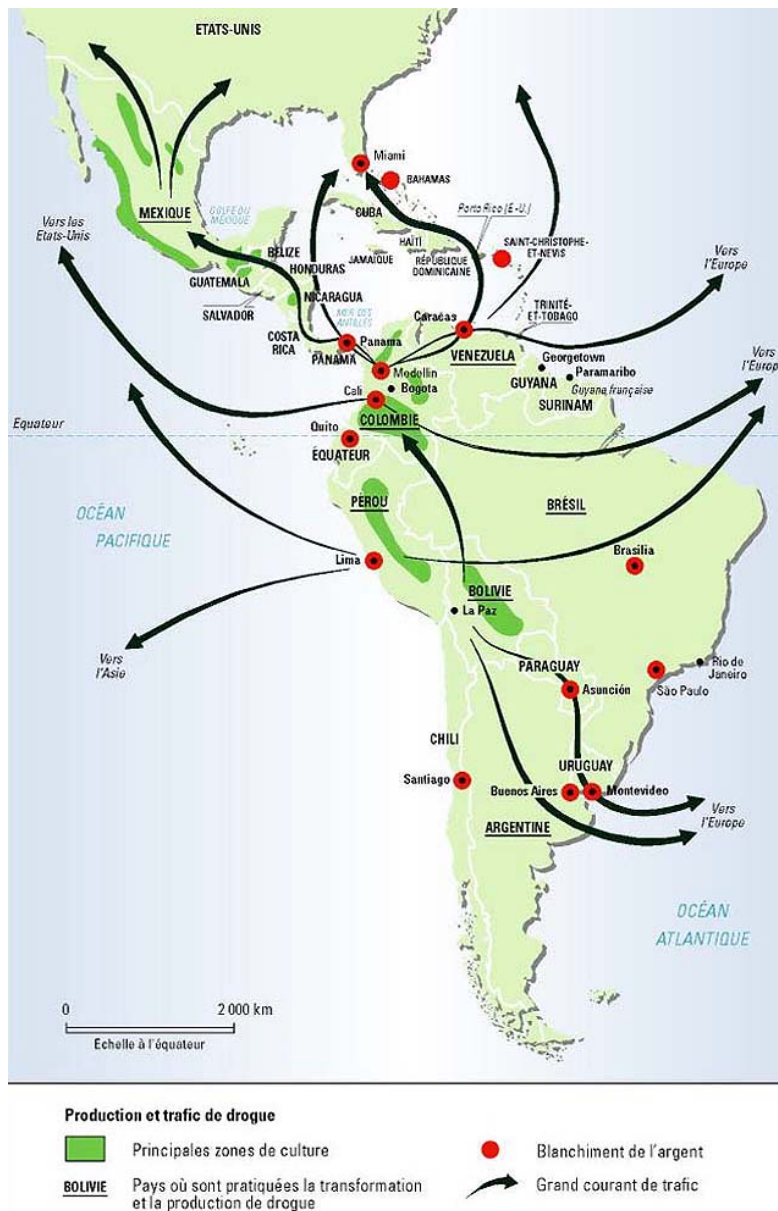 ETATS-UNIS
Miami
BAHAMAS
MEXIQUE
GOLFE DU
MEXIQUE
CUBA
Porto Rico (E.-U.)
Vers les
Etats-Unis
BELIZE
HAÏTI
JAMAÏQUE
RÉPUBLIQUE
DOMINICAINE
SAINT-CHRISTOPHE-
ET-NEVIS
HONDURAS
GUATEMALA
NICARAGUA
SALVADOR
MER DES
ANTILLES
Caracas
TRINITÉ-
ET-TOBAGO
Vers
l'Europe
COSTA
RICA
Panama
PANAMA
VENEZUELA
Georgetown
Medellin
Paramaribo
Vers
l'Europe
Cali
Bogota
GUYANA
Guyane française
SURINAM
COLOMBIE
Equateur
Quito
ÉQUATEUR
PÉROU
BRÉSIL
OCÉAN
PACIFIQUE
Lima
Brasilia
BOLIVIE
La Paz
Vers
l'Asie
PARAGUAY
Rio de
Janeiro
Asunción
São Paulo
CHILI
URUGUAY
Santiago
Buenos Aires
Montevideo
Vers
l'Europe
ARGENTINE
OCÉAN
ATLANTIQUE
0
2 000 km
Echelle à l'équateur
Production et trafic de drogue
Principales zones de culture
Blanchiment de l'argent
BOLIVIE
Pays où sont pratiquées la transformation
et la production de drogue
Grand courant de trafic